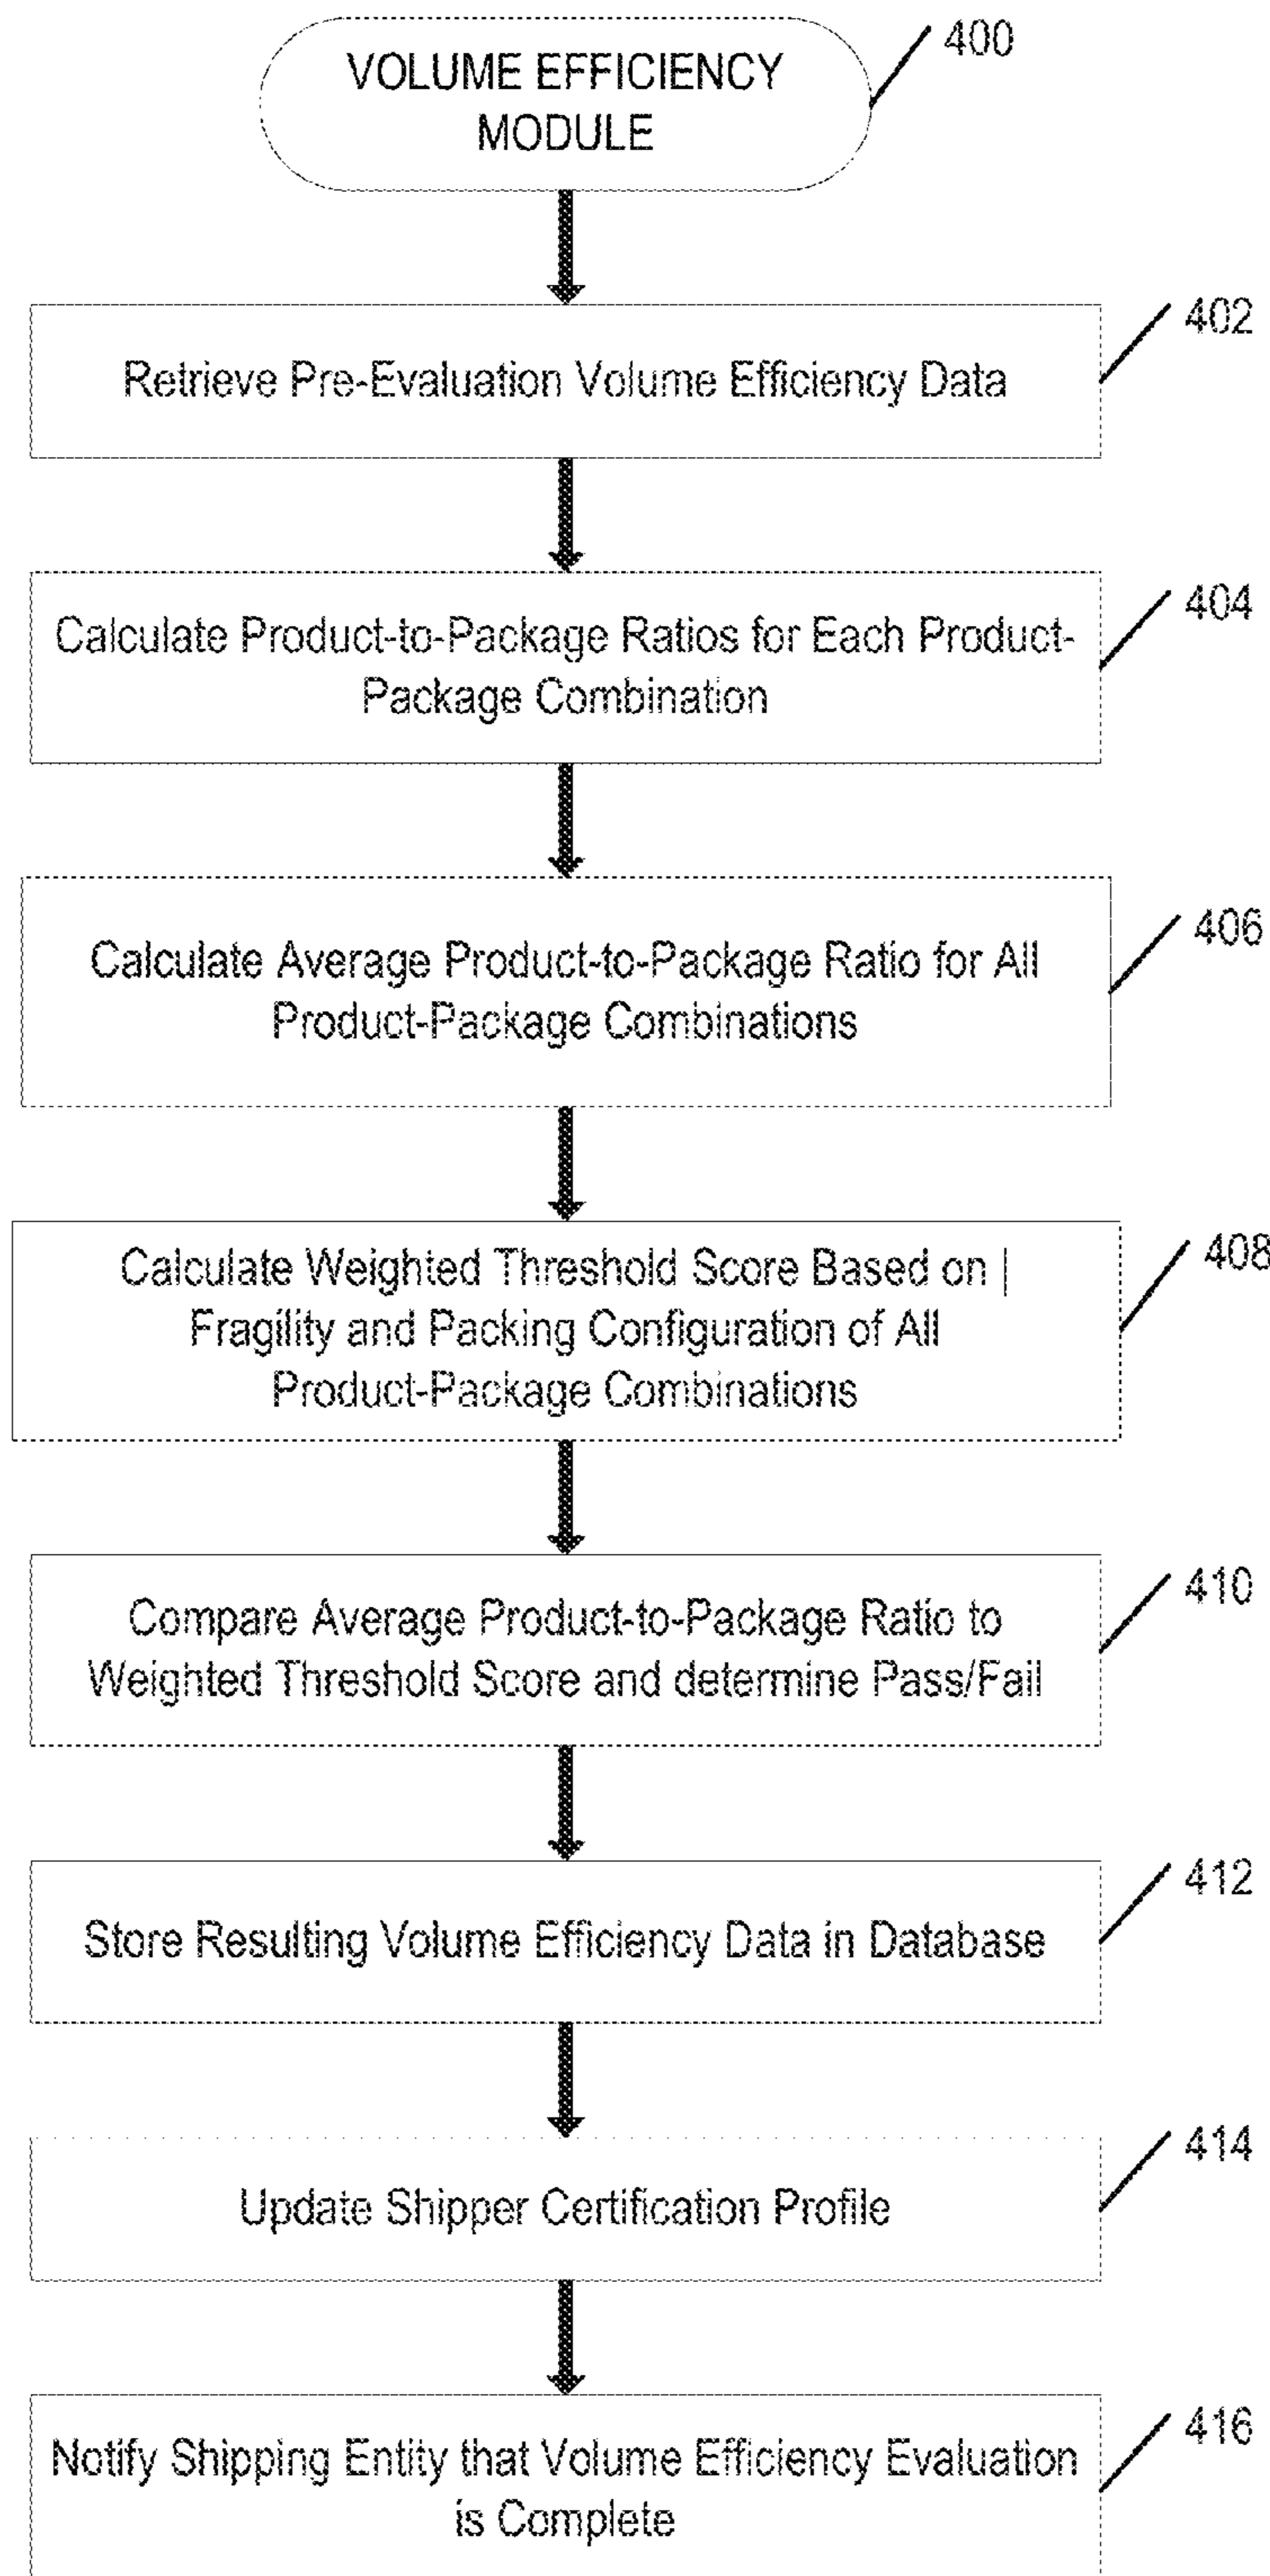 VOLUME EFFICIENCY
MODULE
400
402
Retrieve Pre-Evaluation Volume Efficiency Data
404
Calculate Product-to-Package Ratios for Each Product-
Package Combination
406
Calculate Average Product-to-Package Ratio for All
Product-Package Combinations
408
Calculate Weighted Threshold Score Based on |
Fragility and Packing Configuration of All
Product-Package Combinations
410
Compare Average Product-to-Package Ratio to
Weighted Threshold Score and determine Pass/Fail
412
Store Resulting Volume Efficiency Data in Database
414
Update Shipper Certification Profile
416
Notify Shipping Entity that Volume Efficiency Evaluation
is Complete